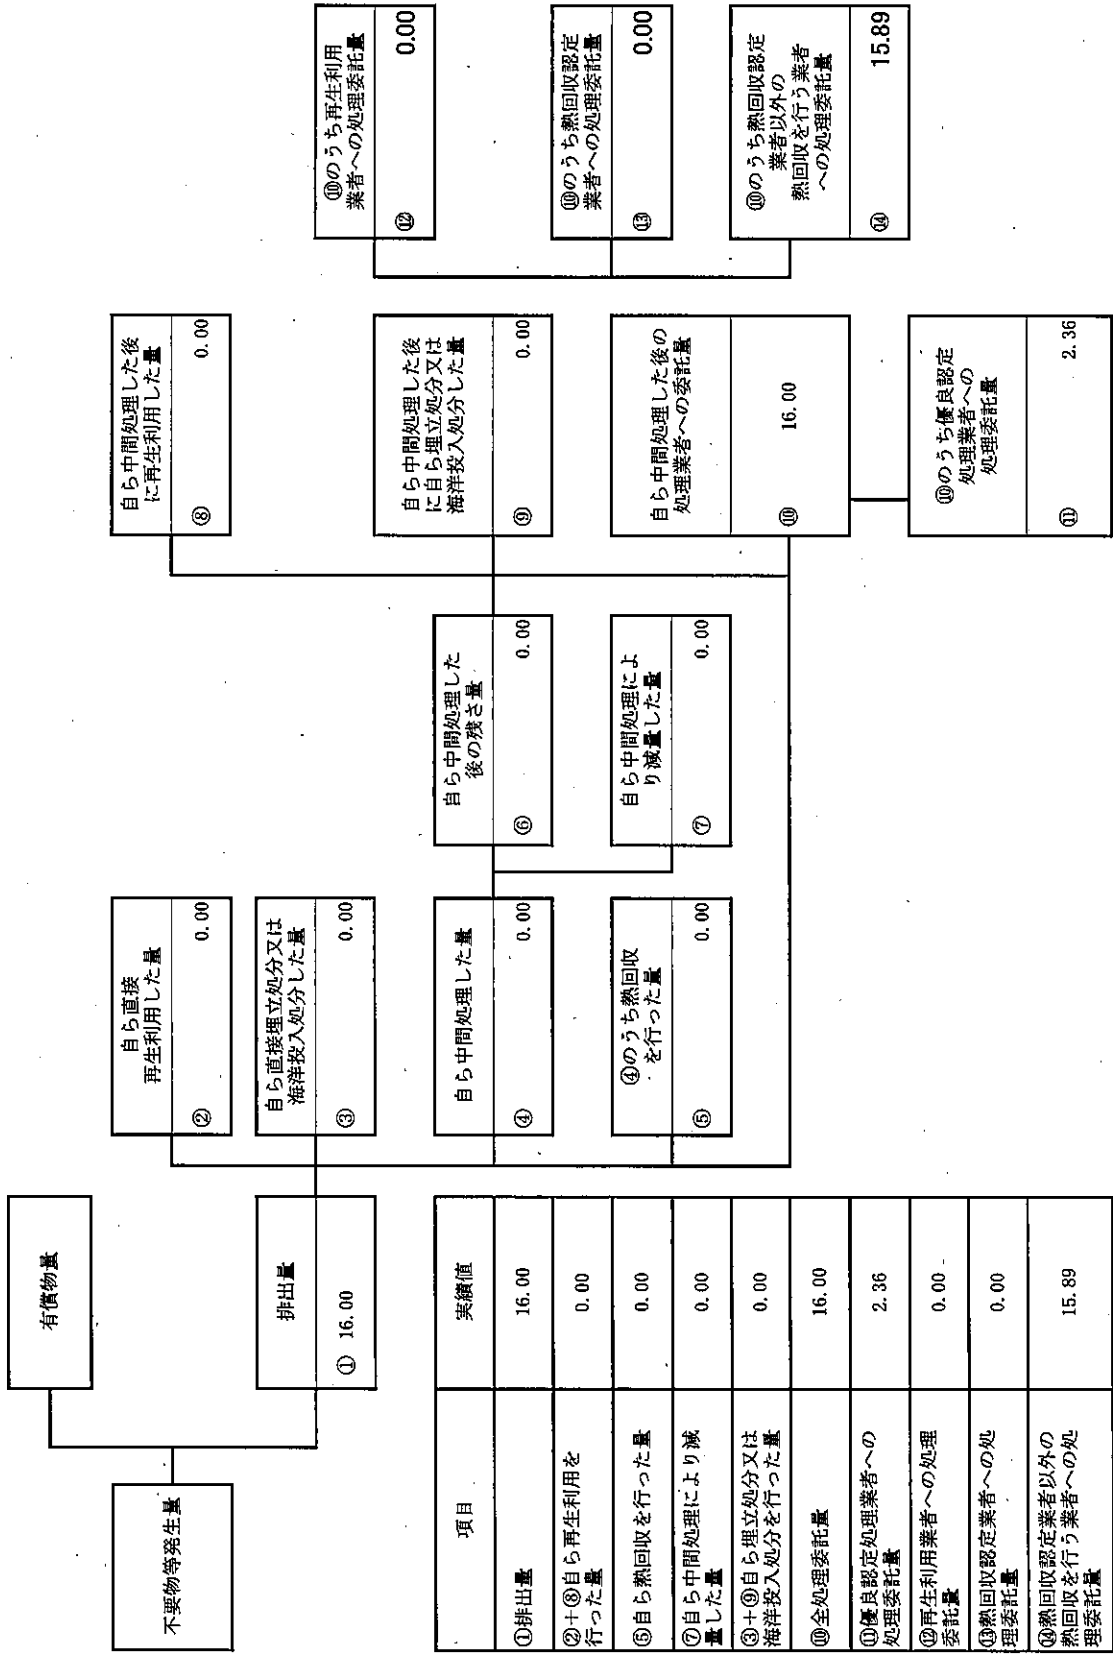 不要物等発生量
有償物量
排出量
① 16.00
自ら直接
再生利用した量
② 0.00
自ら直接埋立処分又は
海洋投入処分した量
③ 0.00
自ら中間処理した量
④ 0.00
④のうち熱回収
を行った量
⑤ 0.00
自ら中間処理した
後の残さ量
⑥ 0.00
自ら中間処理によ
り減量した量
⑦ 0.00
自ら中間処理した後
に再生利用した量
⑧ 0.00
自ら中間処理した後
に自ら埋立処分又は
海洋投入処分した量
⑨ 0.00
自ら中間処理した後の
処理業者への委託量
⑩ 16.00
⑩のうち優良認定
処理業者への
処理委託量
⑪ 2.36
⑩のうち再生利用
業者への処理委託量
⑫ 0.00
⑩のうち熱回収認定
業者への処理委託量
⑬ 0.00
⑩のうち熱回収認定
業者以外の
熱回収を行う業者
への処理委託量
⑭ 15.89
項目 実績値
①排出量 16.00
②+⑧自ら再生利用を
行った量 0.00
⑤自ら熱回収を行った量 0.00
⑦自ら中間処理により減
量した量 0.00
③+⑨自ら埋立処分又は
海洋投入処分を行った量 0.00
⑩全処理委託量 16.00
⑪優良認定処理業者への
処理委託量 2.36
⑫再生利用業者への処理
委託量 0.00
⑬熱回収認定業者への処
理委託量 0.00
⑭熱回収認定業者以外の
熱回収を行う業者への処
理委託量 15.89